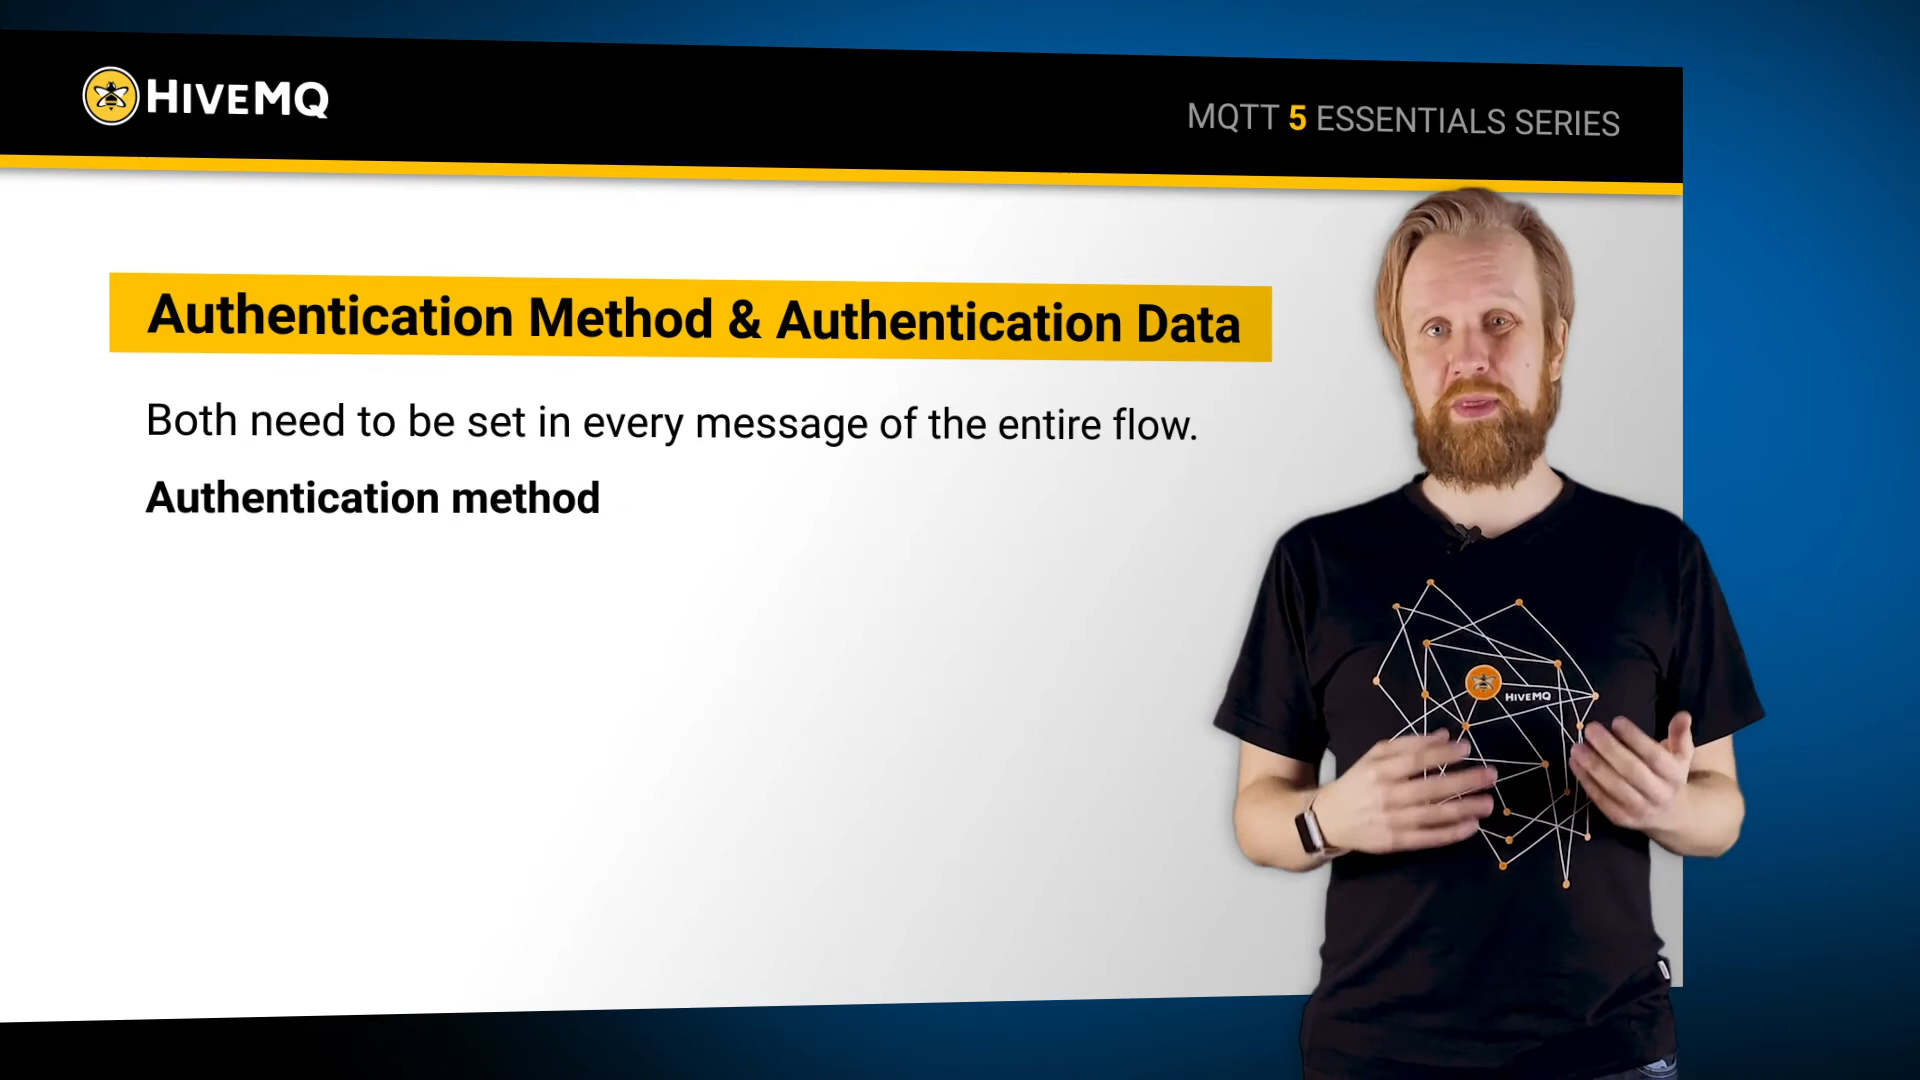 HIVEMQ
MQTT 5 ESSENTIALS SERIES
Authentication Method & Authentication Data
Both need to be set in every message of the entire flow.
Authentication method
HIVEMQ